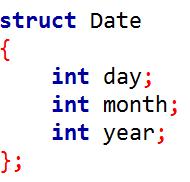 struct Date
{
    int day;
    int month;
    int year;
};